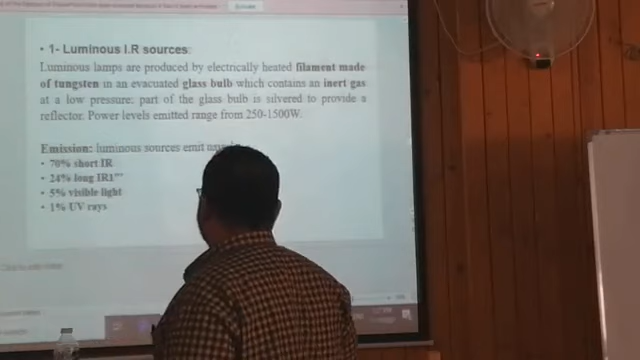 • 1- Luminous I.R sources:
Luminous lamps are produced by electrically heated filament made
of tungsten in an evacuated glass bulb which contains an inert gas
at a low pressure: part of the glass bulb is silvered to provide a
reflector. Power levels emitted range from 250-1500W.
Emission: luminous sources emit
• 70% short IR
• 24% long IR1""
• 5% visible light
• 1% UV rays